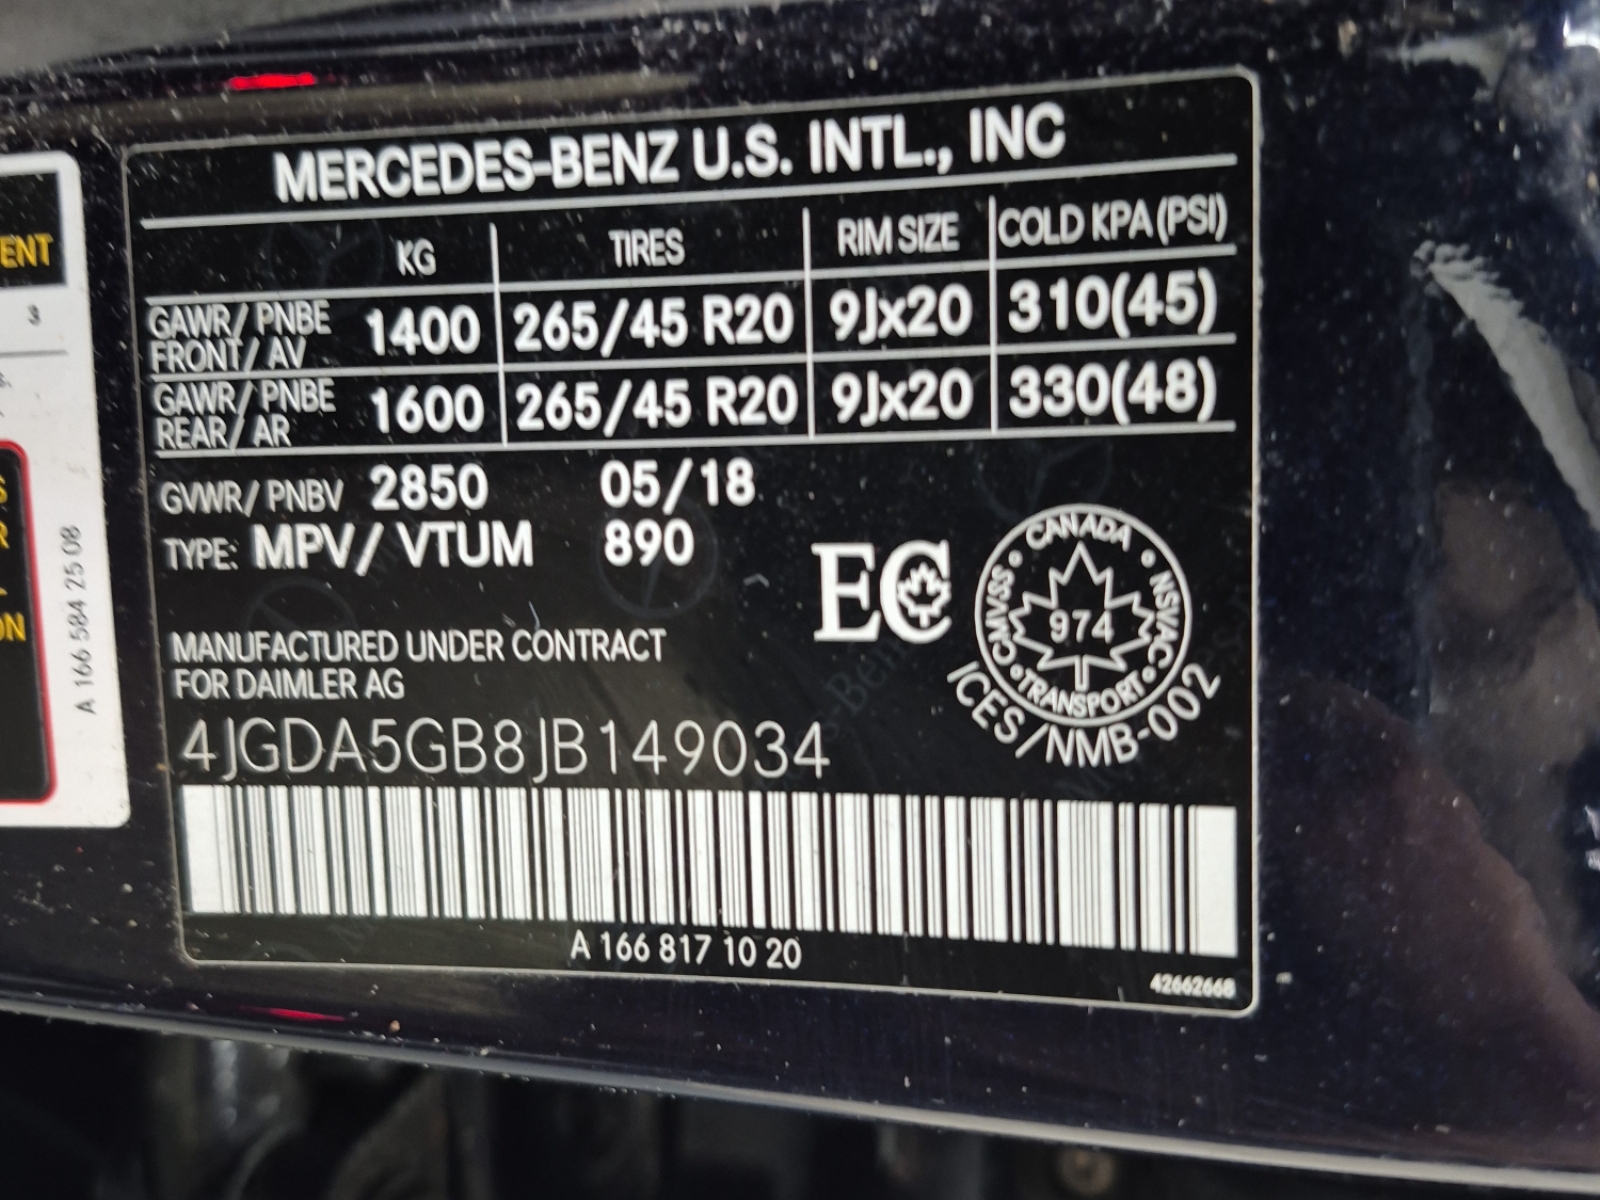 MERCEDES-BENZ U.S. INTL., INC
KG TIRES RIM SIZE COLD KPA (PSI)
GAWR/ PNBE FRONT/ AV 1400 265/45 R20 9Jx20 310(45)
GAWR/ PNBE REAR/ AR 1600 265/45 R20 9Jx20 330(48)
GVWR/ PNBV 2850 05/18
TYPE: MPV/ VTUM 890
MANUFACTURED UNDER CONTRACT
FOR DAIMLER AG
4JGDA5GB8JB149034
EC
CANADA
CMVSS
974
NSVAC
TRANSPORT
ICES/NMB-002
A 166 817 10 20
42662668
ENT
3
S
R
ON
A 166 584 25 08